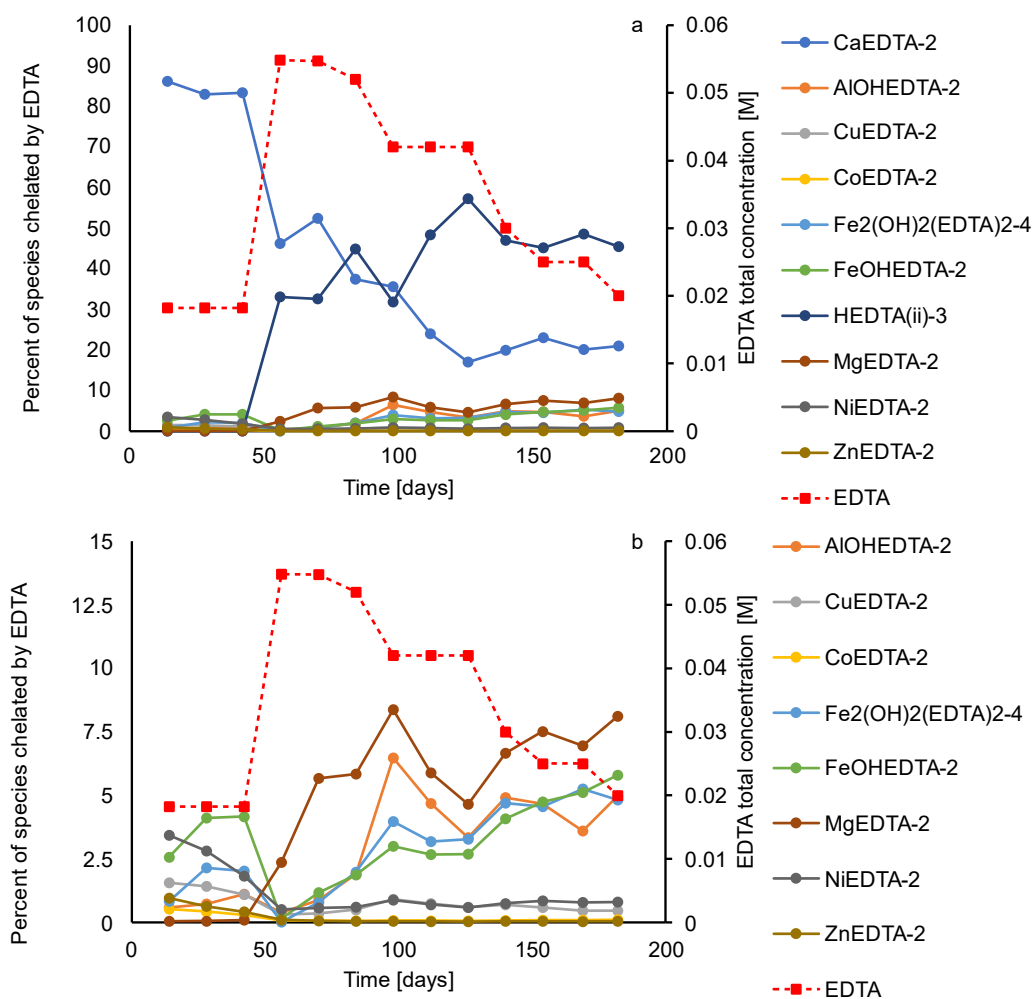 a
100
90
80
70
60
50
40
30
20
10
0
Percent of species chelated by EDTA
0.06
0.05
0.04
0.03
0.02
0.01
0
EDTA total concentration [M]
0
50
100
150
200
Time [days]
CaEDTA-2
AlOHEDTA-2
CuEDTA-2
CoEDTA-2
Fe2(OH)2(EDTA)2-4
FeOHEDTA-2
HEDTA(ii)-3
MgEDTA-2
NiEDTA-2
ZnEDTA-2
EDTA
b
15
12.5
10
7.5
5
2.5
0
Percent of species chelated by EDTA
0.06
0.05
0.04
0.03
0.02
0.01
0
EDTA total concentration [M]
0
50
100
150
200
Time [days]
AlOHEDTA-2
CuEDTA-2
CoEDTA-2
Fe2(OH)2(EDTA)2-4
FeOHEDTA-2
MgEDTA-2
NiEDTA-2
ZnEDTA-2
EDTA